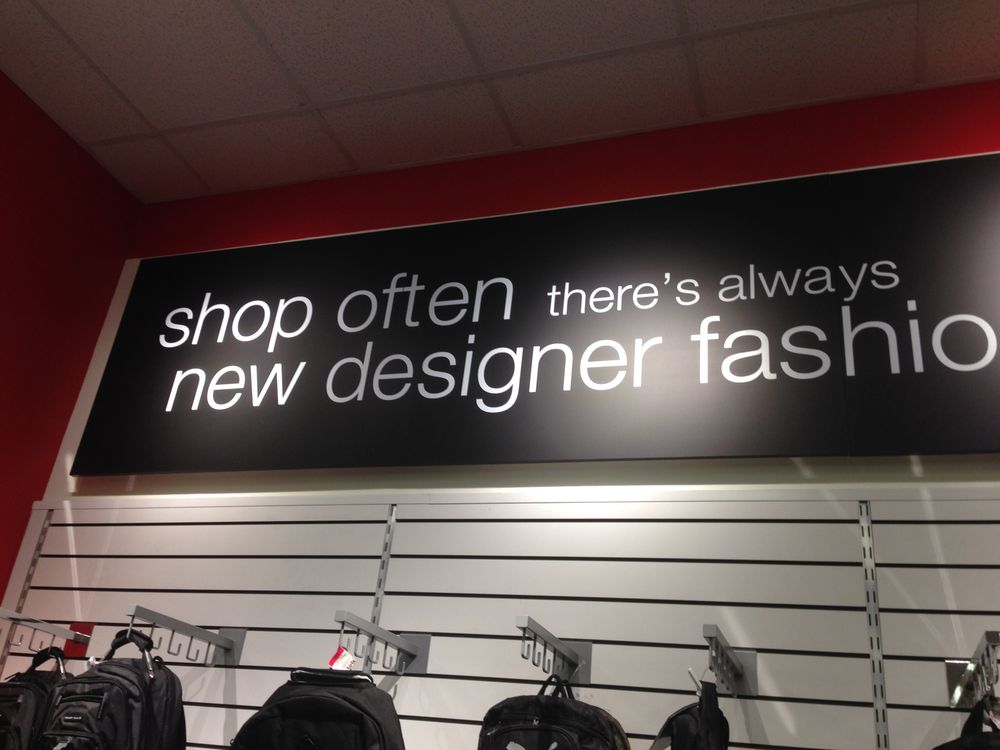 shop often there's always
new designer fashio